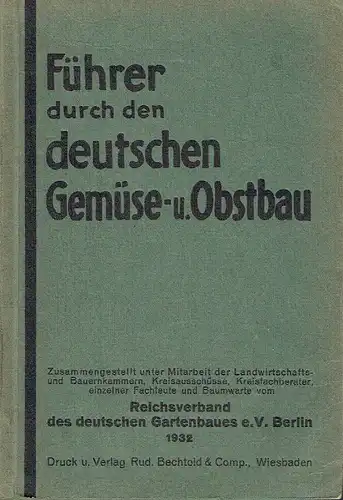 Führer
durch den
deutschen
Gemüse-u.Obstbau
Zusammengestellt unter Mitarbeit der Landwirtschafts-
und Bauernkammern, Kreisausschüsse, Kreisfachberater,
einzelner Fachleute und Baumwarte vom
Reichsverband
des deutschen Gartenbaues e.V. Berlin
1932
Druck u. Verlag Rud. Bechtold & Comp., Wiesbaden